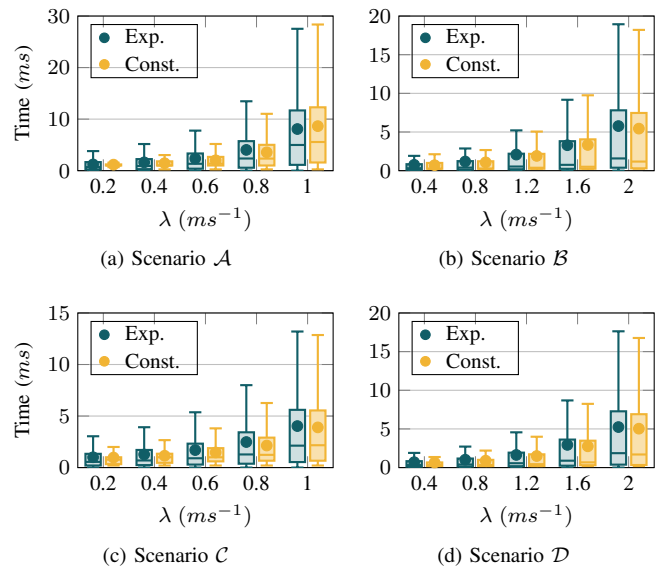 30
20
10
0
Time (ms)
Exp.
Const.
0.2 0.4 0.6 0.8 1
λ (ms⁻¹)
(a) Scenario 𝒜
20
15
10
5
0
Exp.
Const.
0.4 0.8 1.2 1.6 2
λ (ms⁻¹)
(b) Scenario ℬ
15
10
5
0
Time (ms)
Exp.
Const.
0.2 0.4 0.6 0.8 1
λ (ms⁻¹)
(c) Scenario 𝒞
20
15
10
5
0
Exp.
Const.
0.4 0.8 1.2 1.6 2
λ (ms⁻¹)
(d) Scenario 𝒟